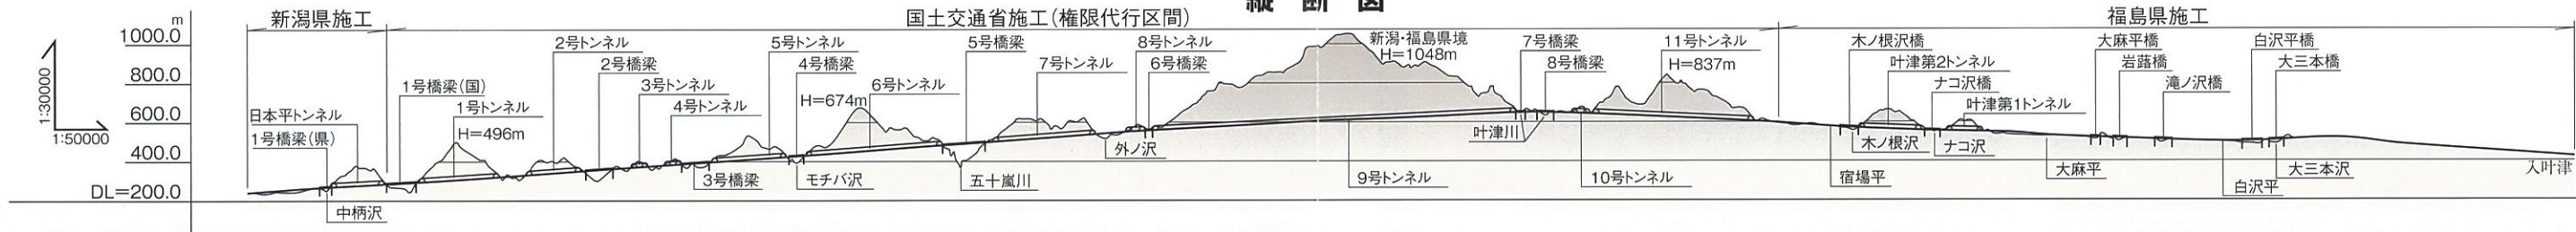 縦断図
新潟県施工
国土交通省施工(権限代行区間)
福島県施工
m
1000.0
800.0
600.0
400.0
DL=200.0
1:30000
1:50000
日本平トンネル
1号橋梁(県)
中柄沢
1号橋梁(国)
1号トンネル
H=496m
2号トンネル
2号橋梁
3号トンネル
4号トンネル
3号橋梁
5号トンネル
4号橋梁
モチバ沢
H=674m
6号トンネル
5号橋梁
五十嵐川
7号トンネル
外ノ沢
8号トンネル
6号橋梁
新潟・福島県境
H=1048m
9号トンネル
7号橋梁
8号橋梁
叶津川
10号トンネル
11号トンネル
H=837m
宿場平
木ノ根沢橋
木ノ根沢
叶津第2トンネル
ナコ沢橋
ナコ沢
叶津第1トンネル
大麻平
大麻平橋
岩蕗橋
滝ノ沢橋
白沢平
白沢平橋
大三本橋
大三本沢
入叶津